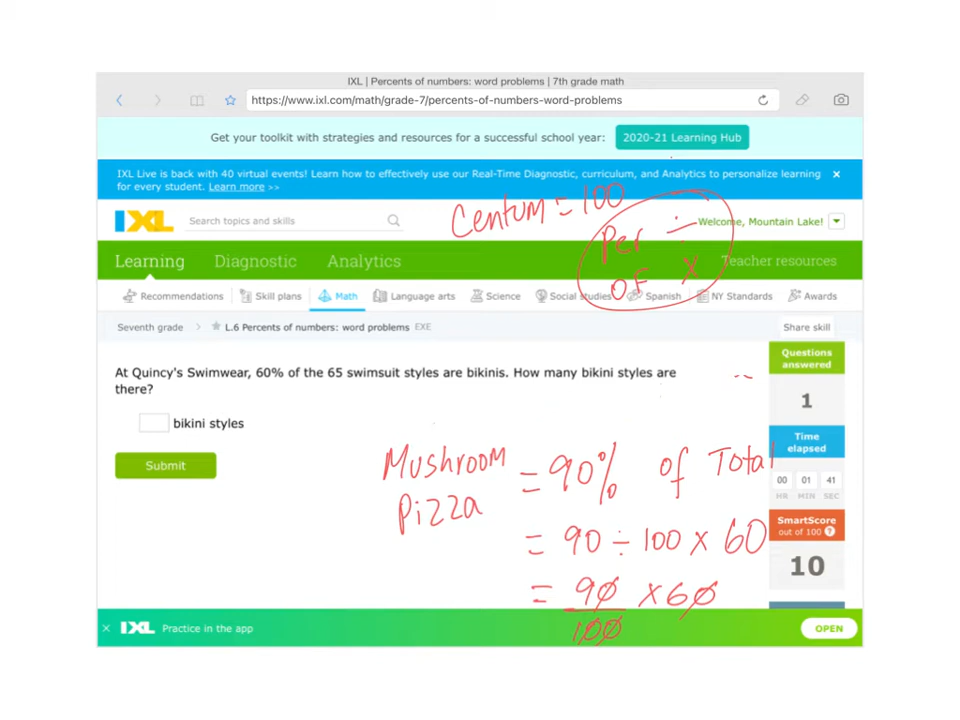 IXL | Percents of numbers: word problems | 7th grade math
https://www.ixl.com/math/grade-7/percents-of-numbers-word-problems
Get your toolkit with strategies and resources for a successful school year: 2020-21 Learning Hub
IXL Live is back with 40 virtual events! Learn how to effectively use our Real-Time Diagnostic, curriculum, and Analytics to personalize learning
for every student. Learn more >>
Centum = 100
IXL Search topics and skills Welcome, Mountain Lake!
Per ÷
Learning Diagnostic Analytics Teacher resources
OF X
Recommendations Skill plans Math Language arts Science Social studies Spanish NY Standards Awards
Seventh grade > L.6 Percents of numbers: word problems EXE Share skill
At Quincy's Swimwear, 60% of the 65 swimsuit styles are bikinis. How many bikini styles are
there?
bikini styles
Submit
Questions
answered
1
Time
elapsed
00 01 41
HR MIN SEC
SmartScore
out of 100 ?
10
Mushroom = 90% of Total
Pizza
= 90 ÷ 100 x 60
= 90 x 60
100
IXL Practice in the app OPEN